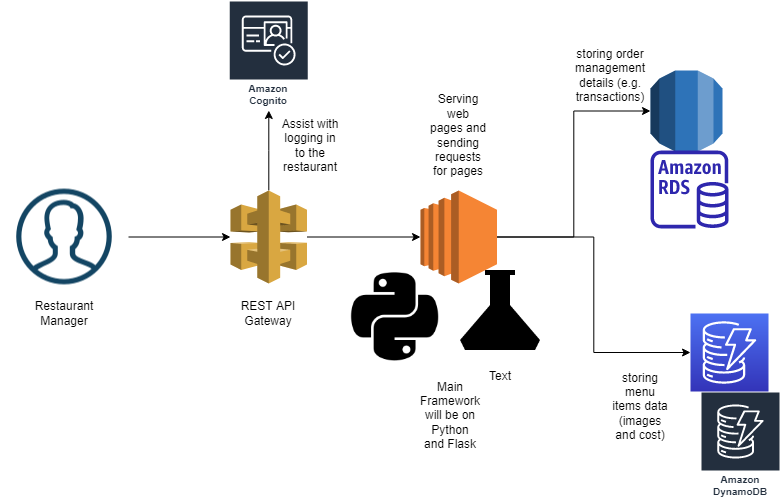 Amazon
Cognito
Assist with
logging in
to the
restaurant
Restaurant
Manager
REST API
Gateway
Serving
web
pages and
sending
requests
for pages
Text
Main
Framework
will be on
Python
and Flask
storing order
management
details (e.g.
transactions)
Amazon
RDS
storing
menu
items data
(images
and cost)
Amazon
DynamoDB